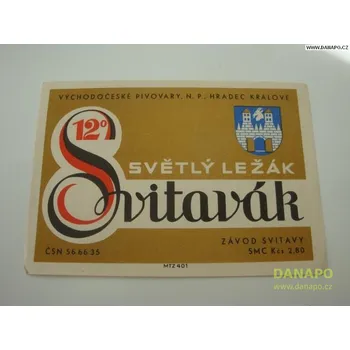 WWW.DANAPO.CZ
VÝCHODOČESKÉ PIVOVARY, N. P., HRADEC KRÁLOVÉ
12°
SVĚTLÝ LEŽÁK
Svitavák
ZÁVOD SVITAVY
ČSN 56 66 35
SMC Kčs 2,80
MTZ 401
DANAPO
www.danapo.cz